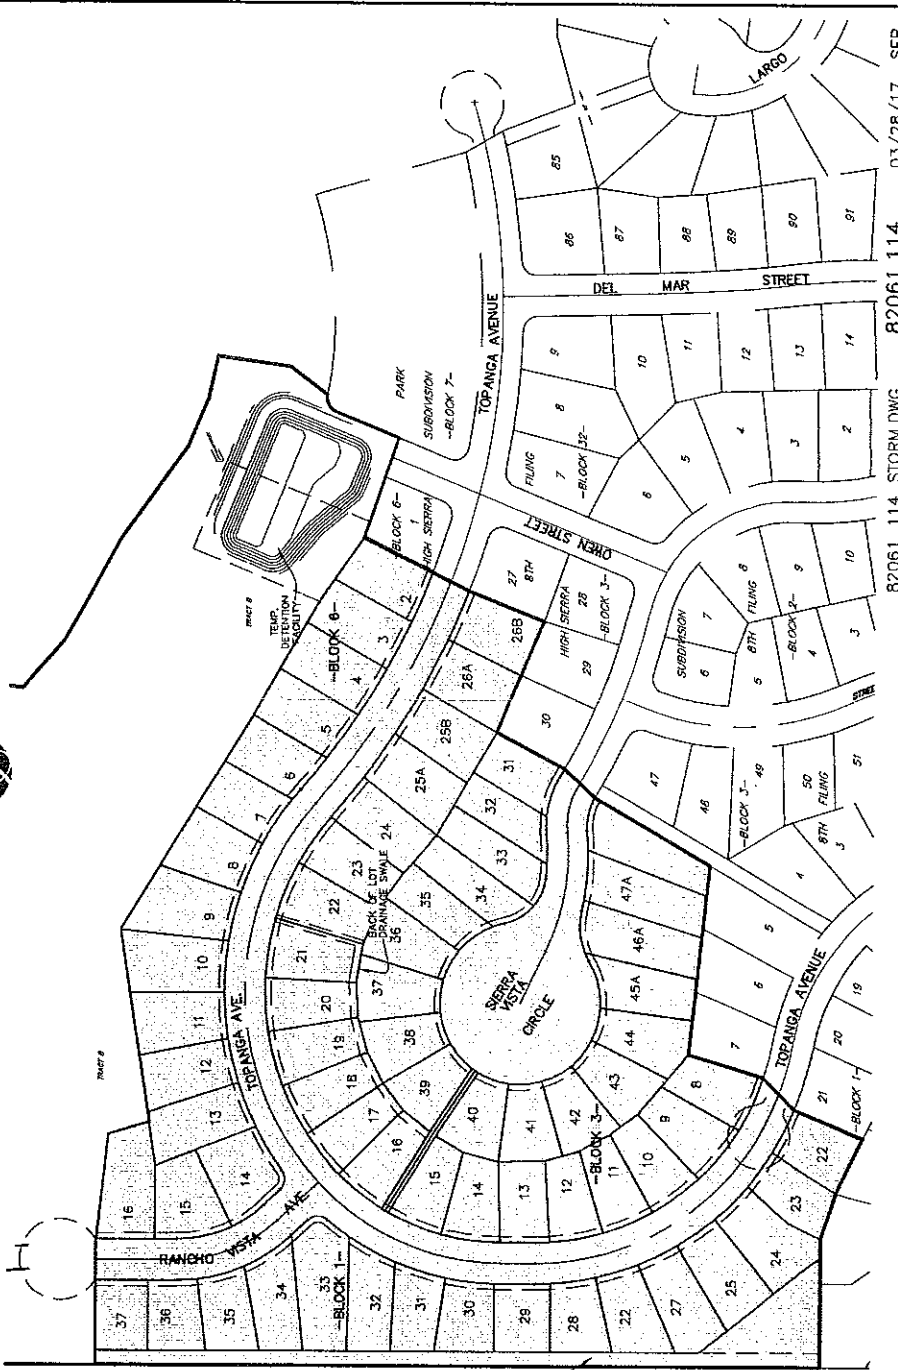 LARGO
85
86
87
88
89
90
91
DEL MAR STREET
TOPANGA AVENUE
PARK
SUBDIVISION
--BLOCK 7--
9
10
11
12
13
14
8
FILING
7
--BLOCK 32--
6
5
4
3
2
OWEN STREET
--BLOCK 6--
1
HIGH SIERRA
TRACT B
TEMP.
DETENTION
FACILITY
--BLOCK 6--
2
3
4
5
6
7
8
9
10
11
12
13
14
15
16
27
8TH
HIGH SIERRA
28
--BLOCK 3--
29
30
SUBDIVISION
7
6
8
FILING
8TH
5
9
--BLOCK 2--
4
10
3
26B
26A
25B
25A
24
23
22
21
20
19
18
17
16
15
14
13
12
11
10
9
8
BACK OF LOT
DRAINAGE SWALE
31
32
33
34
35
36
37
38
39
40
41
42
43
44
45A
46A
47A
--BLOCK 3--
SIERRA
VISTA
CIRCLE
47
48
--BLOCK 3--
49
50
FILING
51
8TH
3
4
5
6
7
TOPANGA AVENUE
19
20
21
--BLOCK 1--
TRACT B
TOPANGA AVE.
RANCHO VISTA AVE.
37
36
35
34
33
--BLOCK 1--
32
31
30
29
28
22
27
25
24
23
22
82061 114 STORM.DWG
82061.114
03/28/17